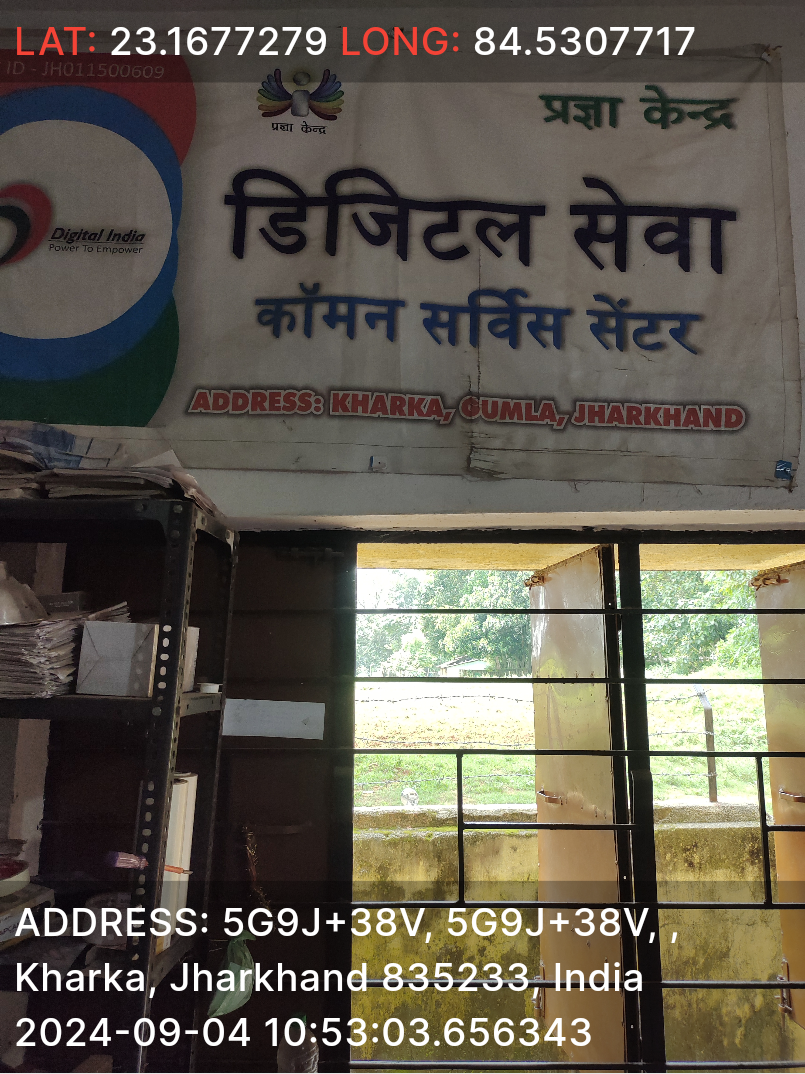 LAT: 23.1677279 LONG: 84.5307717
ID - JH011500609
प्रज्ञा केन्द्र
प्रज्ञा केन्द्र
डिजिटल सेवा
Digital India
Power To Empower
कॉमन सर्विस सेंटर
ADDRESS: KHARKA, GUMLA, JHARKHAND
ADDRESS: 5G9J+38V, 5G9J+38V, ,
Kharka, Jharkhand 835233, India
2024-09-04 10:53:03.656343